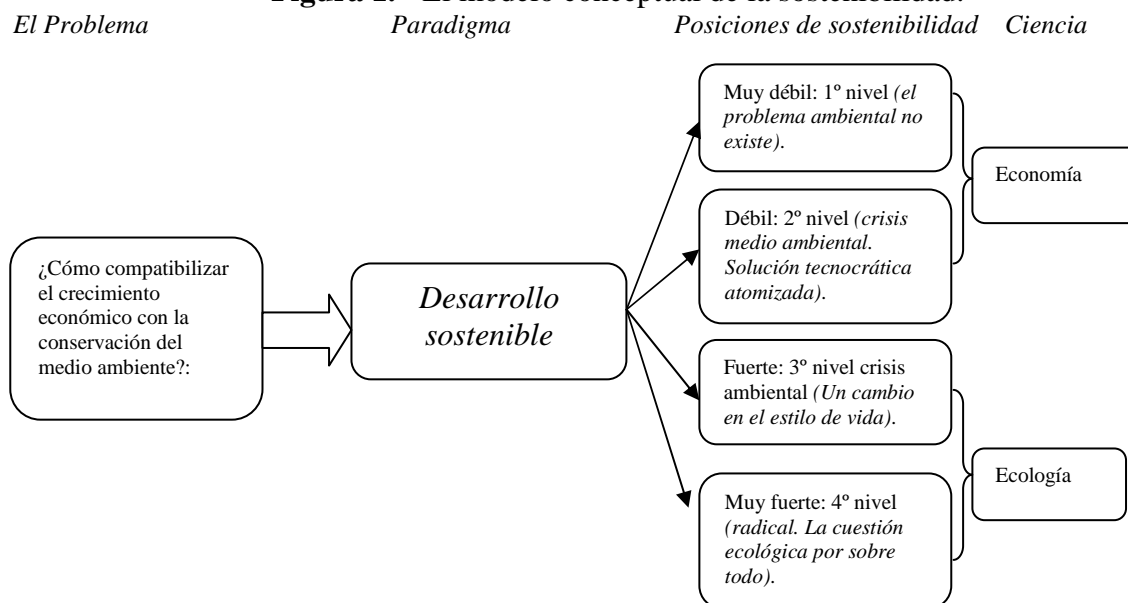 Figura 1. El modelo conceptual de la sostenibilidad.
El Problema Paradigma Posiciones de sostenibilidad Ciencia
Muy débil: 1º nivel (el
problema ambiental no
existe).
Economía
Débil: 2º nivel (crisis
medio ambiental.
Solución tecnocrática
atomizada).
¿Cómo compatibilizar
el crecimiento
económico con la
conservación del
medio ambiente?:
Desarrollo
sostenible
Fuerte: 3º nivel crisis
ambiental (Un cambio
en el estilo de vida).
Ecología
Muy fuerte: 4º nivel
(radical. La cuestión
ecológica por sobre
todo).